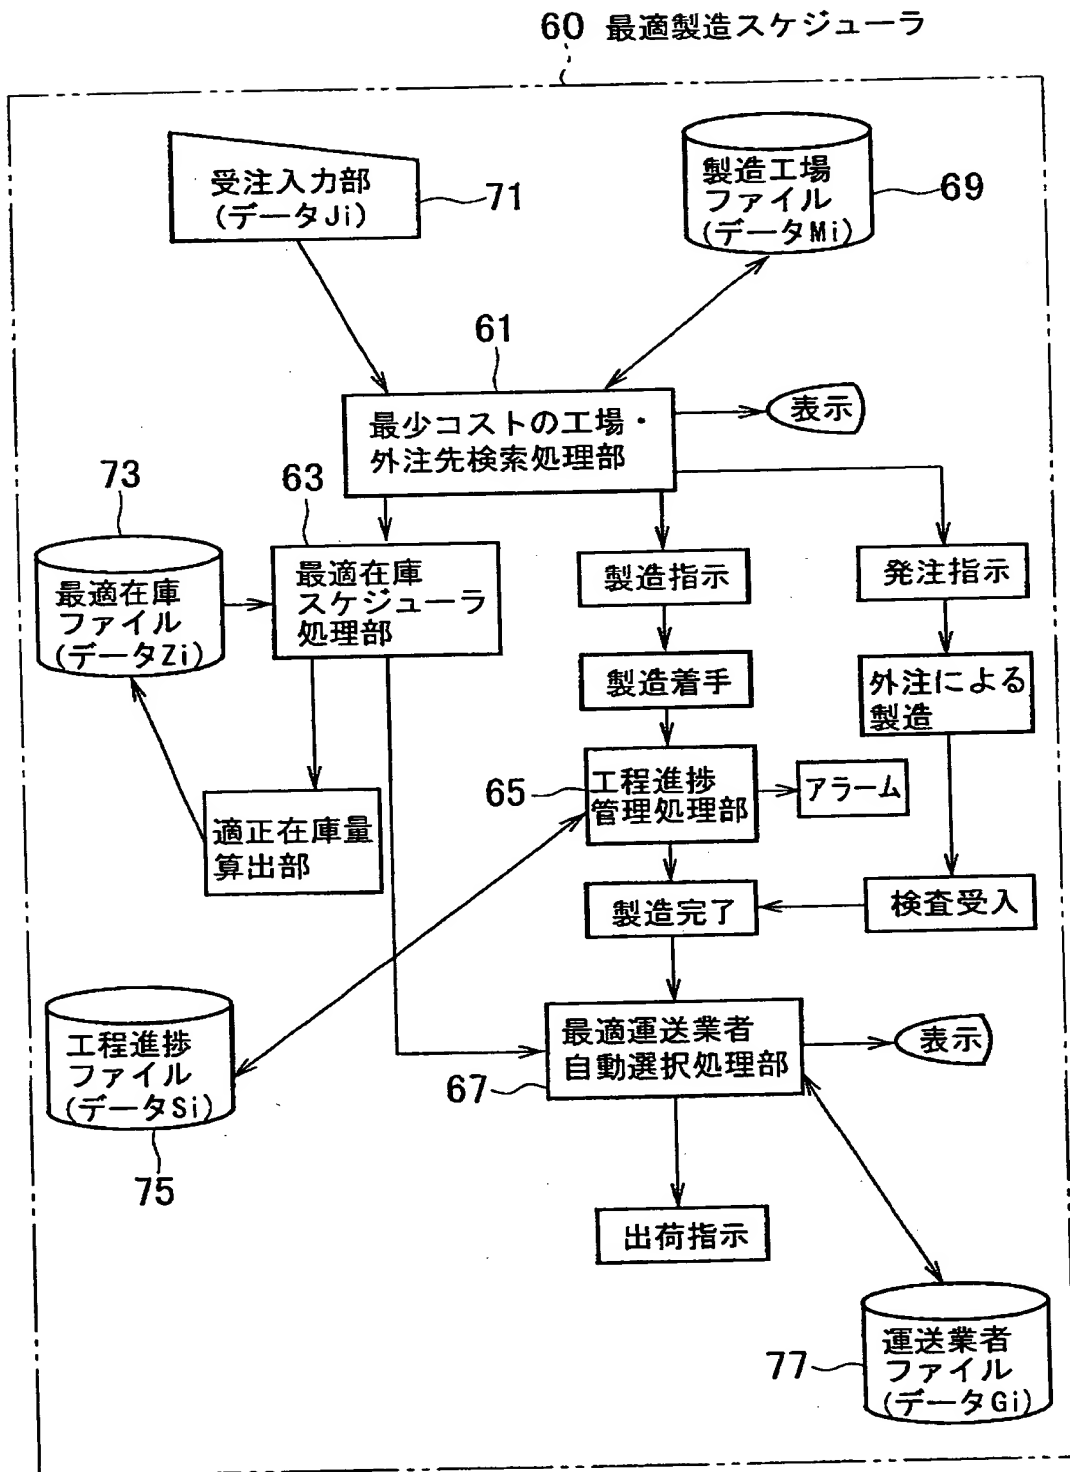 60 最適製造スケジューラ
受注入力部
(データJi)
71
製造工場
ファイル
(データMi)
69
61
最少コストの工場・
外注先検索処理部
表示
73
63
最適在庫
ファイル
(データZi)
最適在庫
スケジューラ
処理部
製造指示
発注指示
製造着手
外注による
製造
65
工程進捗
管理処理部
アラーム
適正在庫量
算出部
製造完了
検査受入
工程進捗
ファイル
(データSi)
75
最適運送業者
自動選択処理部
67
表示
出荷指示
77
運送業者
ファイル
(データGi)